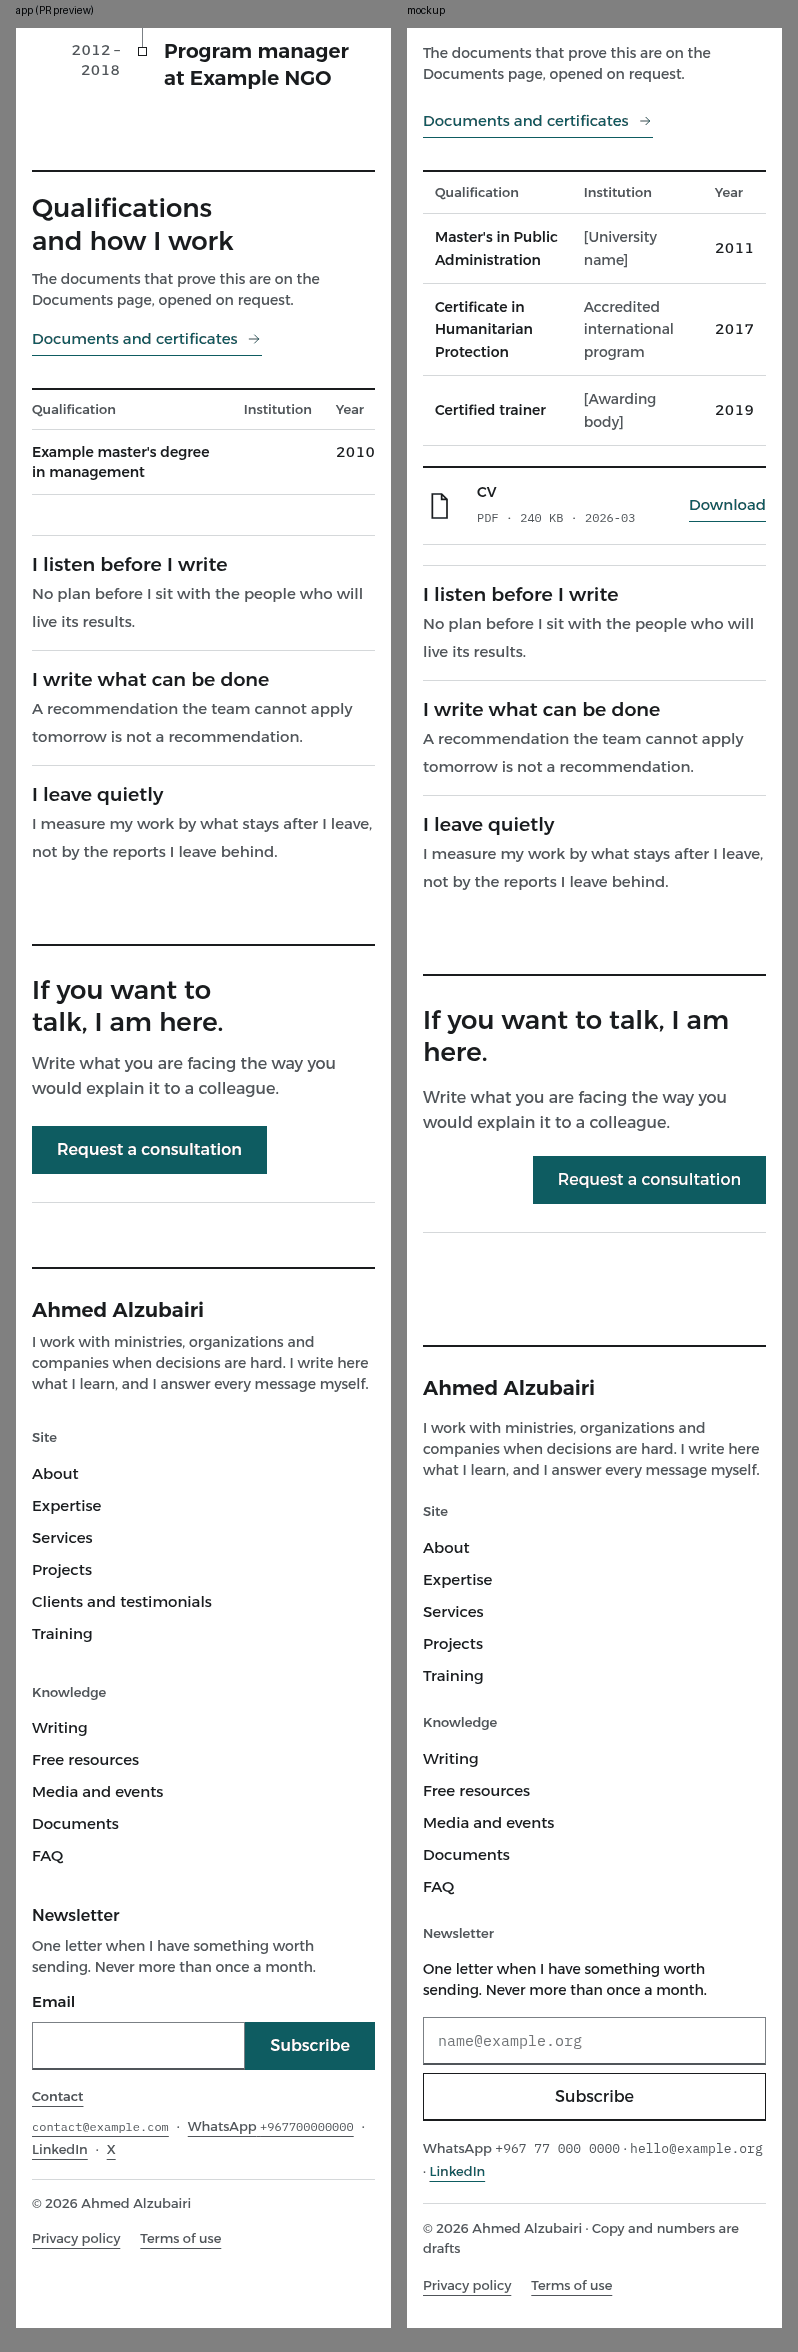 app (PR preview)
2012 –
2018
Program manager
at Example NGO
Qualifications
and how I work
The documents that prove this are on the
Documents page, opened on request.
Documents and certificates →
Qualification Institution Year
Example master's degree
in management
2010
I listen before I write
No plan before I sit with the people who will
live its results.
I write what can be done
A recommendation the team cannot apply
tomorrow is not a recommendation.
I leave quietly
I measure my work by what stays after I leave,
not by the reports I leave behind.
If you want to
talk, I am here.
Write what you are facing the way you
would explain it to a colleague.
Request a consultation
Ahmed Alzubairi
I work with ministries, organizations and
companies when decisions are hard. I write here
what I learn, and I answer every message myself.
Site
About
Expertise
Services
Projects
Clients and testimonials
Training
Knowledge
Writing
Free resources
Media and events
Documents
FAQ
Newsletter
One letter when I have something worth
sending. Never more than once a month.
Email
Subscribe
Contact
contact@example.com · WhatsApp +967700000000 ·
LinkedIn · X
© 2026 Ahmed Alzubairi
Privacy policy Terms of use
mockup
The documents that prove this are on the
Documents page, opened on request.
Documents and certificates →
Qualification Institution Year
Master's in Public
Administration
[University
name]
2011
Certificate in
Humanitarian
Protection
Accredited
international
program
2017
Certified trainer
[Awarding
body]
2019
CV
PDF · 240 KB · 2026-03
Download
I listen before I write
No plan before I sit with the people who will
live its results.
I write what can be done
A recommendation the team cannot apply
tomorrow is not a recommendation.
I leave quietly
I measure my work by what stays after I leave,
not by the reports I leave behind.
If you want to talk, I am
here.
Write what you are facing the way you
would explain it to a colleague.
Request a consultation
Ahmed Alzubairi
I work with ministries, organizations and
companies when decisions are hard. I write here
what I learn, and I answer every message myself.
Site
About
Expertise
Services
Projects
Training
Knowledge
Writing
Free resources
Media and events
Documents
FAQ
Newsletter
One letter when I have something worth
sending. Never more than once a month.
name@example.org
Subscribe
WhatsApp +967 77 000 0000 · hello@example.org
· LinkedIn
© 2026 Ahmed Alzubairi · Copy and numbers are
drafts
Privacy policy Terms of use